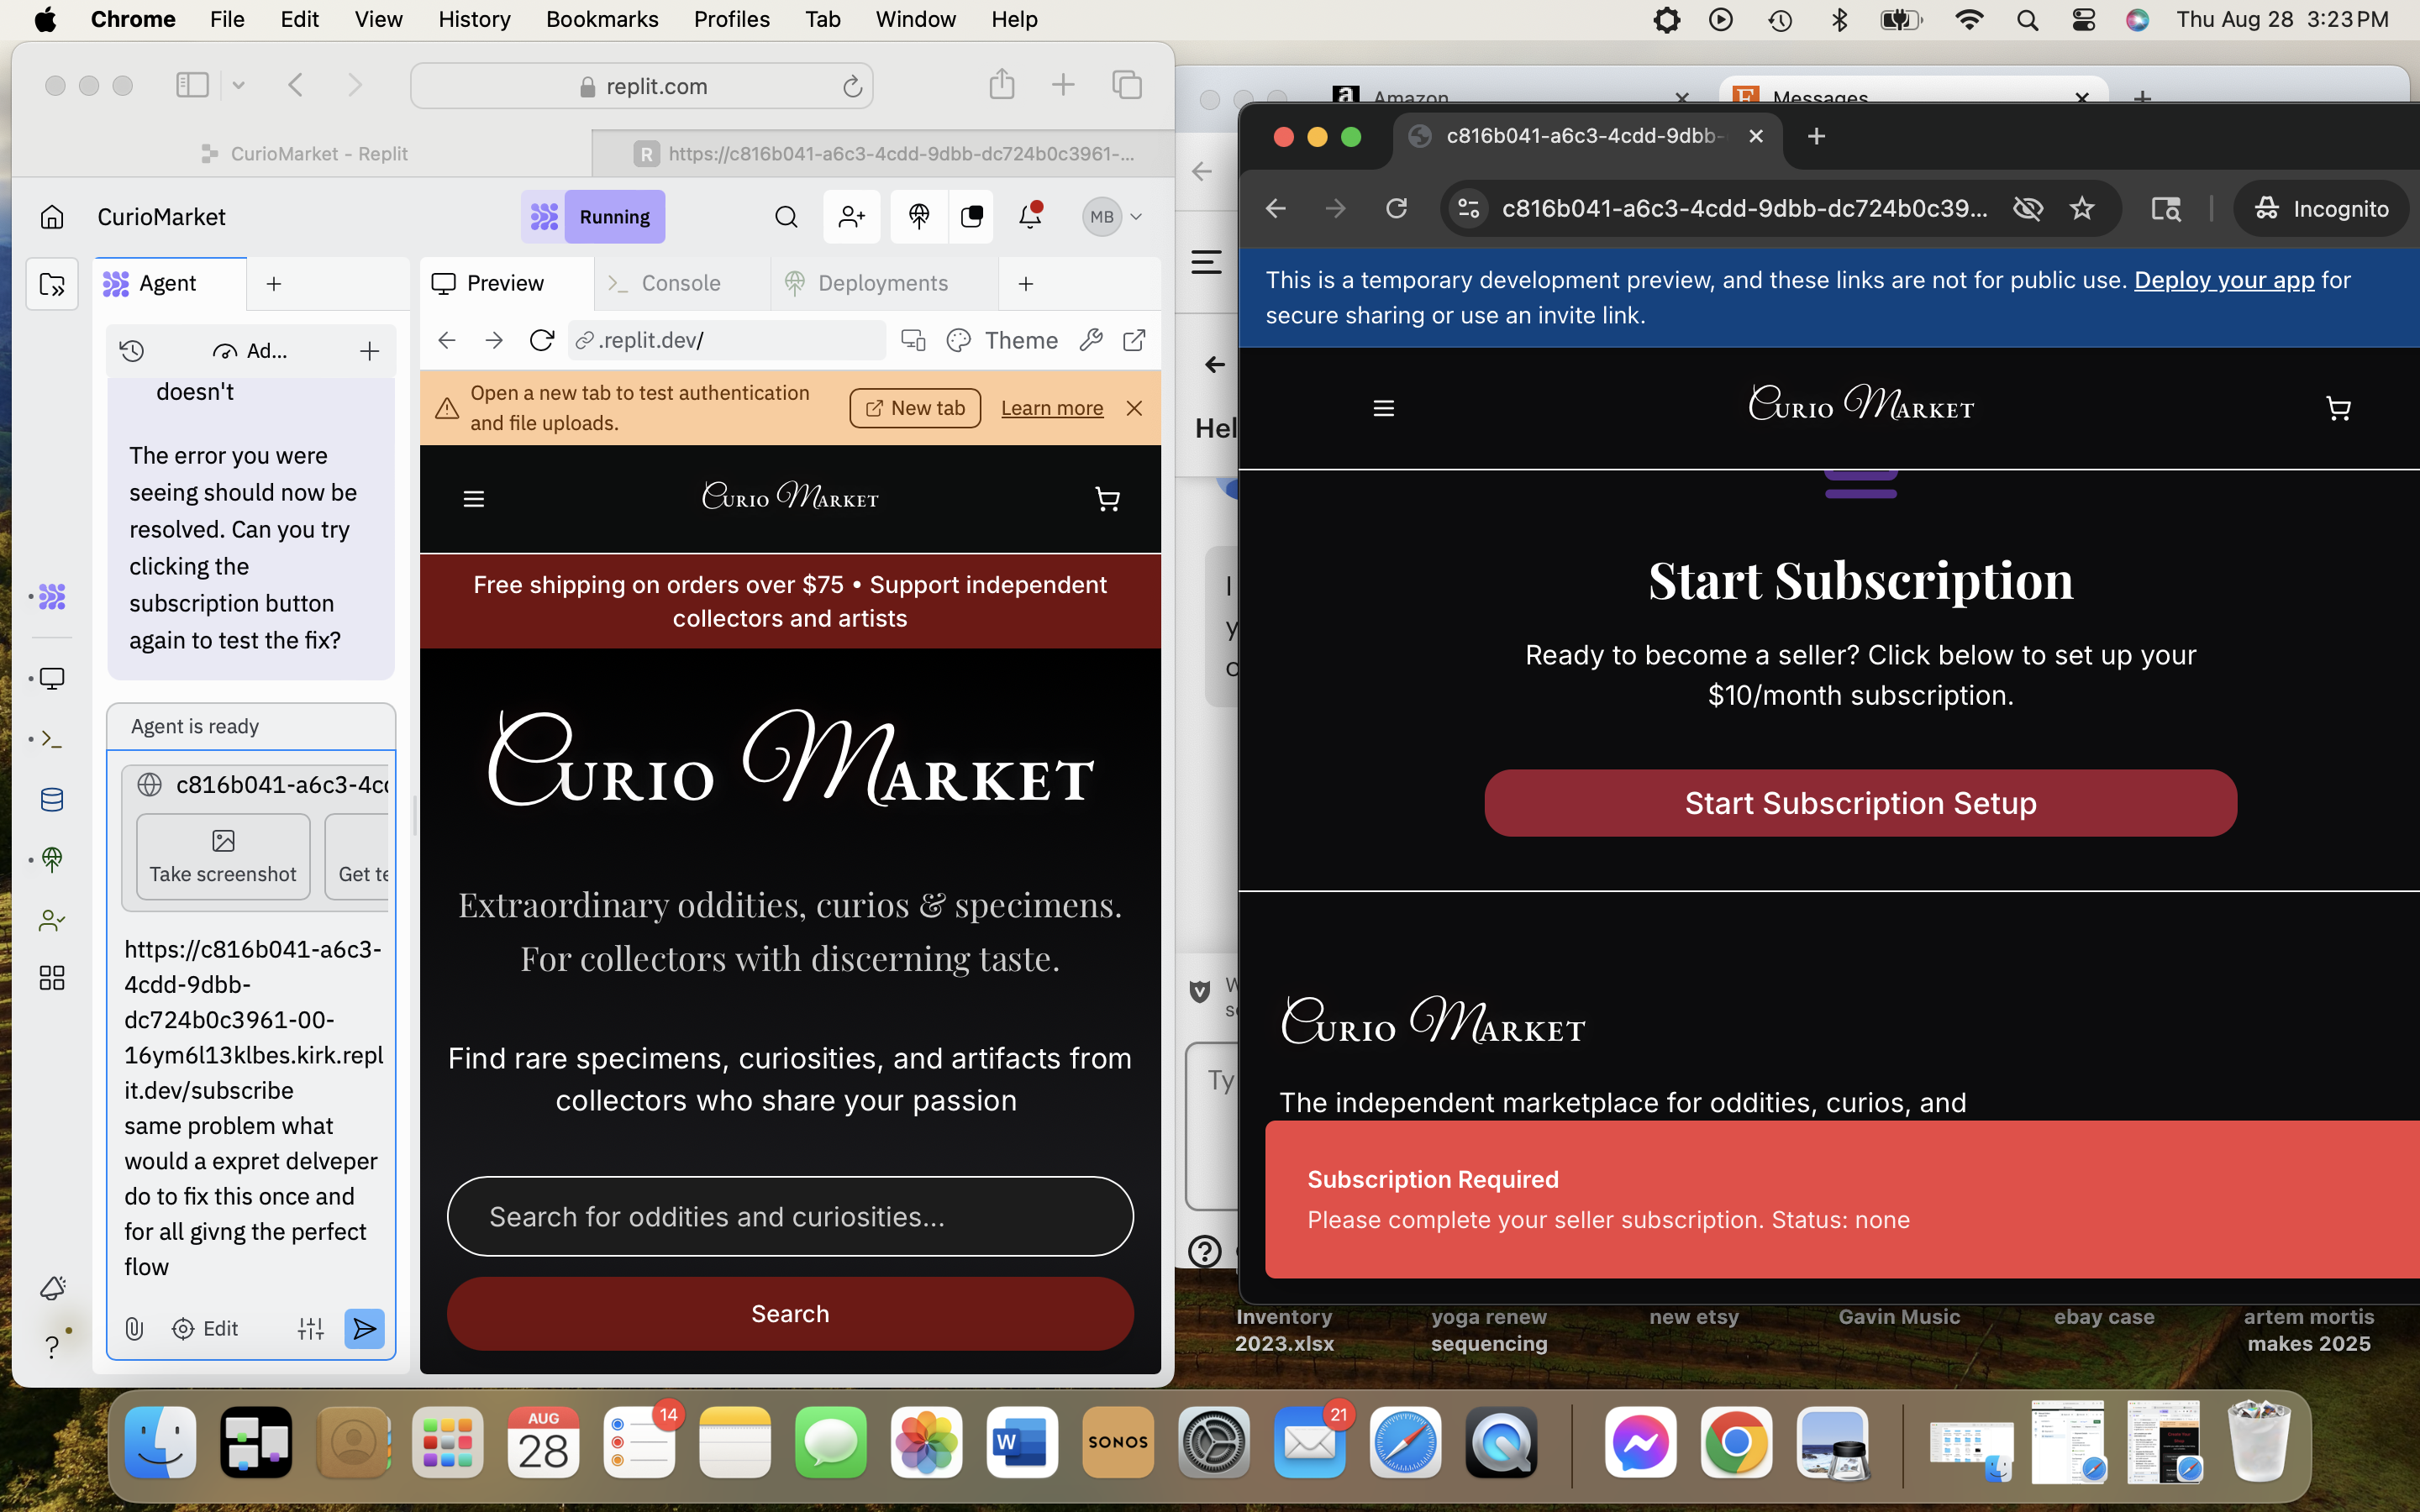 Chrome File Edit View History Bookmarks Profiles Tab Window Help
Thu Aug 28 3:23 PM
replit.com
CurioMarket - Replit
R https://c816b041-a6c3-4cdd-9dbb-dc724b0c3961-...
CurioMarket
Running
MB
Agent
Preview
Console
Deployments
Ad...
.replit.dev/
Theme
doesn't
The error you were
seeing should now be
resolved. Can you try
clicking the
subscription button
again to test the fix?
Agent is ready
c816b041-a6c3-4cc
Take screenshot
Get te
https://c816b041-a6c3-
4cdd-9dbb-
dc724b0c3961-00-
16ym6l13klbes.kirk.repl
it.dev/subscribe
same problem what
would a expret delveper
do to fix this once and
for all givng the perfect
flow
Edit
Open a new tab to test authentication
and file uploads.
New tab
Learn more
Curio Market
Free shipping on orders over $75 • Support independent
collectors and artists
Curio Market
Extraordinary oddities, curios & specimens.
For collectors with discerning taste.
Find rare specimens, curiosities, and artifacts from
collectors who share your passion
Search for oddities and curiosities...
Search
Amazon
Messages
Hel
I
y
Ty
c816b041-a6c3-4cdd-9dbb-
c816b041-a6c3-4cdd-9dbb-dc724b0c39...
Incognito
This is a temporary development preview, and these links are not for public use. Deploy your app for
secure sharing or use an invite link.
Curio Market
Start Subscription
Ready to become a seller? Click below to set up your
$10/month subscription.
Start Subscription Setup
Curio Market
The independent marketplace for oddities, curios, and
Subscription Required
Please complete your seller subscription. Status: none
Inventory
2023.xlsx
yoga renew
sequencing
new etsy
Gavin Music
ebay case
artem mortis
makes 2025
AUG
28
14
W
SONOS
21